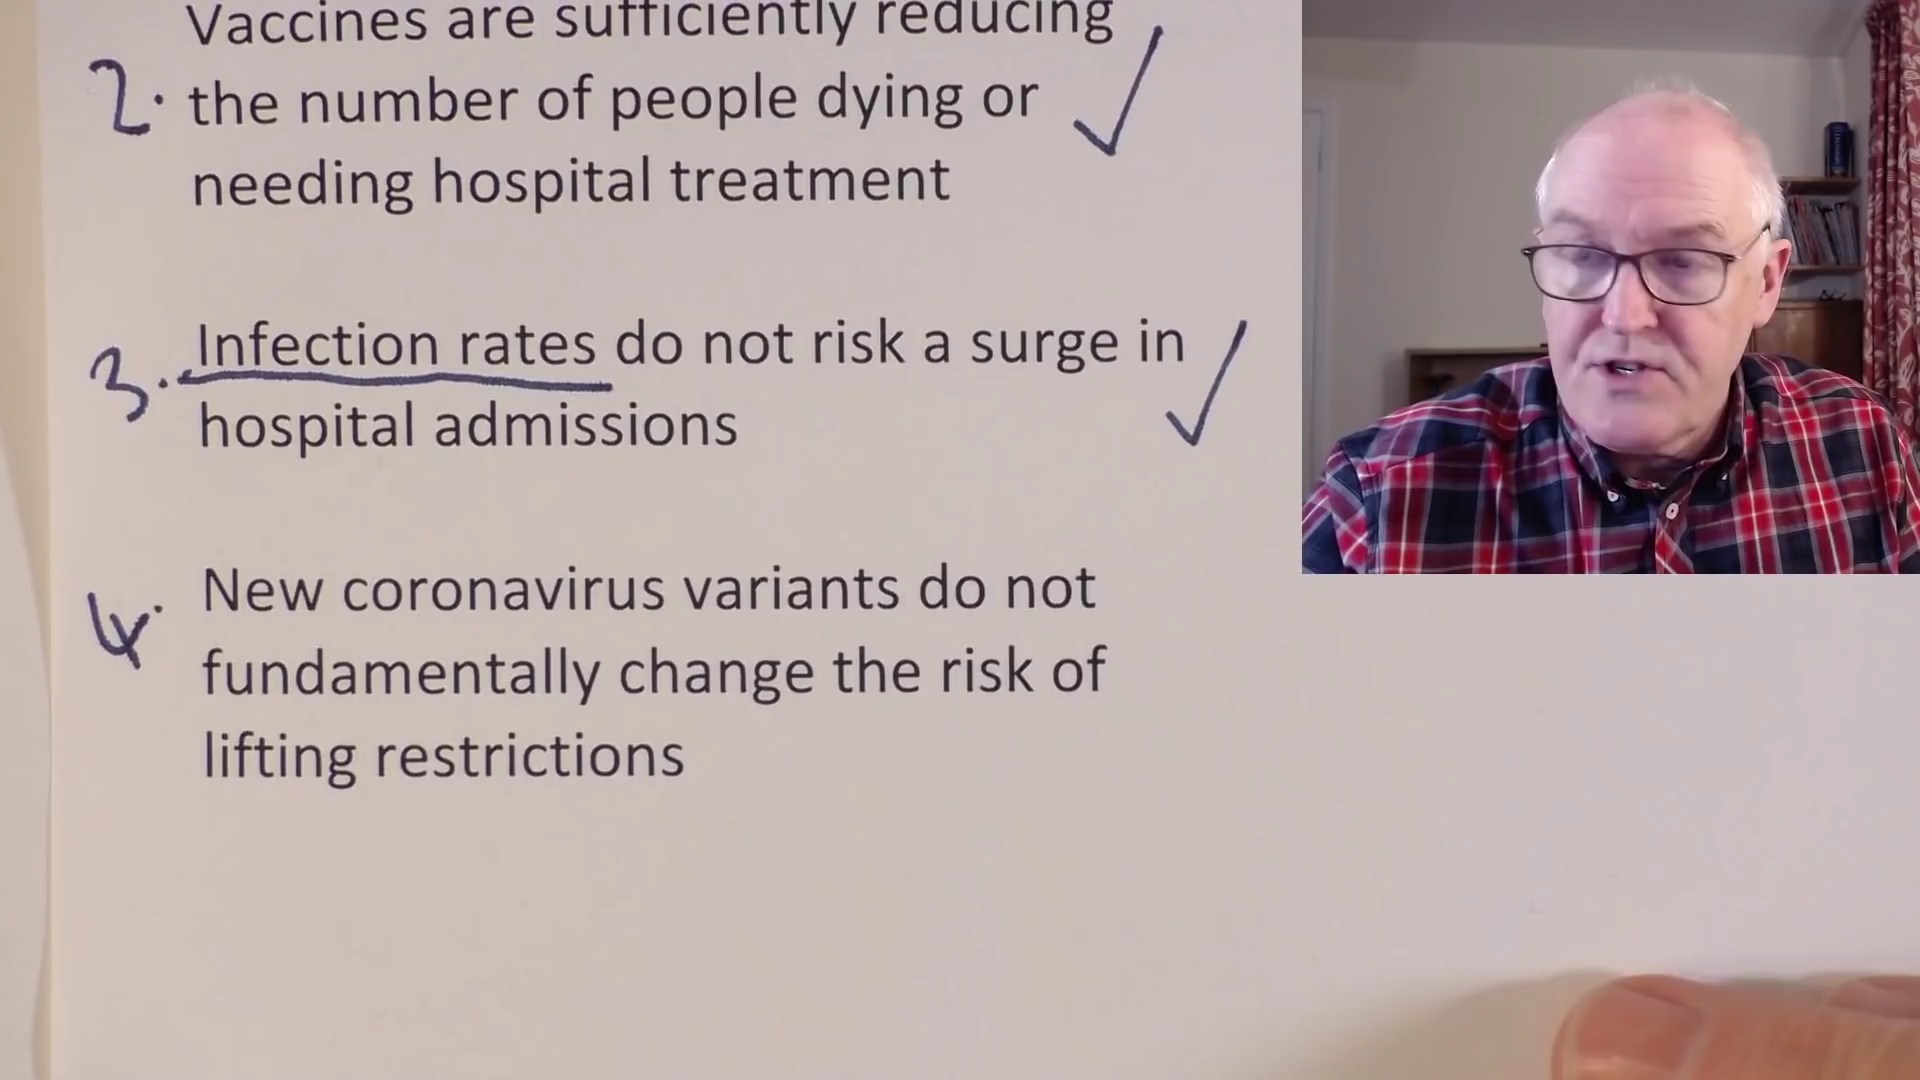 Vaccines are sufficiently reducing
2. the number of people dying or
needing hospital treatment
3. Infection rates do not risk a surge in
hospital admissions
4. New coronavirus variants do not
fundamentally change the risk of
lifting restrictions